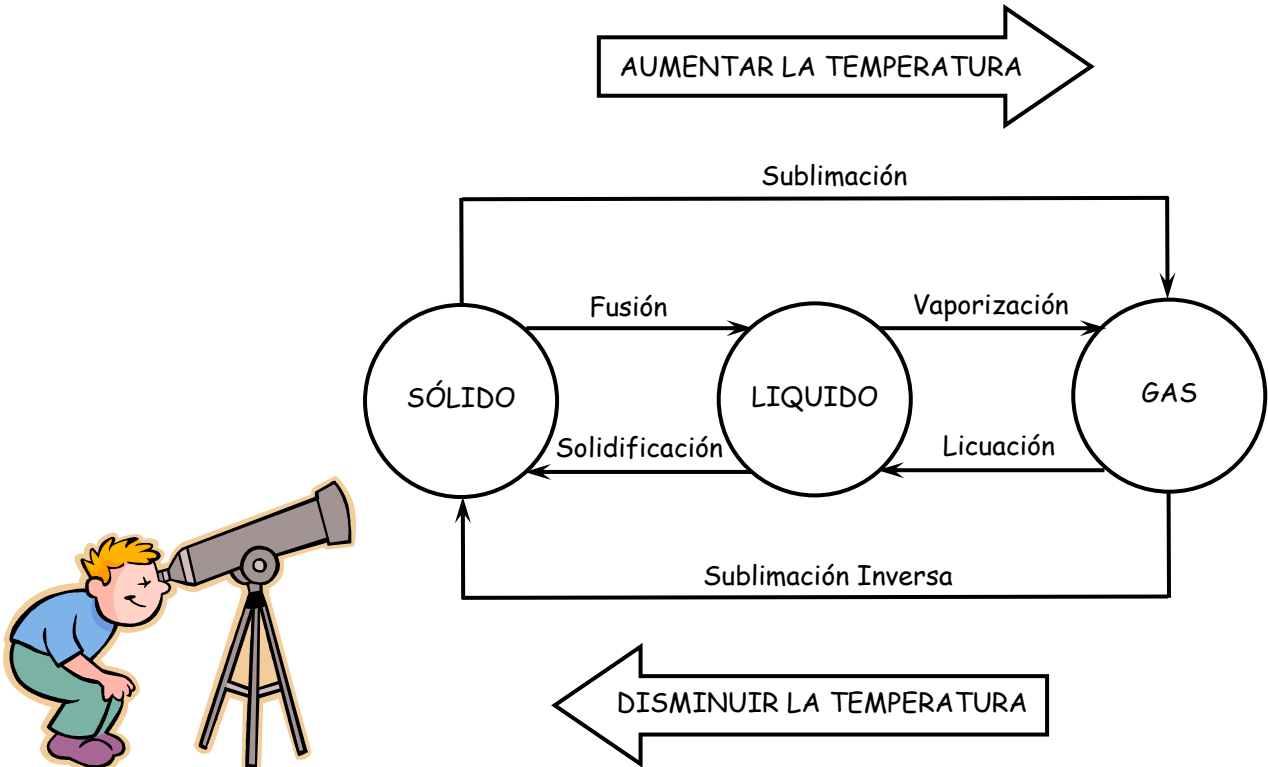 AUMENTAR LA TEMPERATURA
Sublimación
Fusión
Vaporización
SÓLIDO
LIQUIDO
GAS
Solidificación
Licuación
Sublimación Inversa
DISMINUIR LA TEMPERATURA